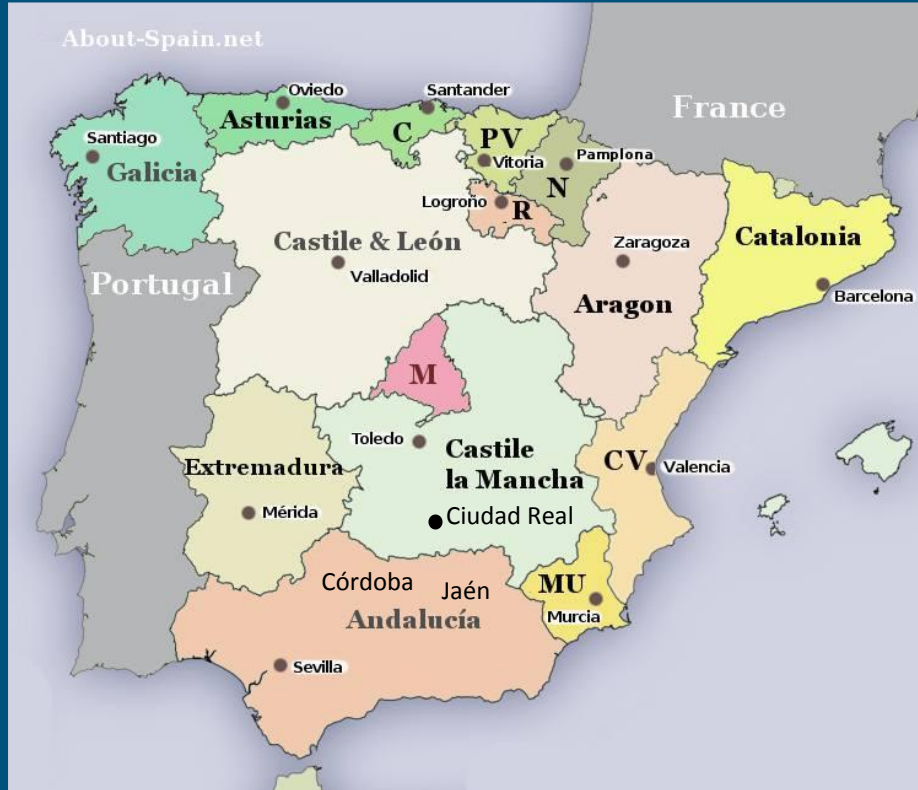 About-Spain.net
Oviedo
Santander
Asturias
C
France
PV
Santiago
Vitoria
Pamplona
Galicia
N
Logroño
R
Castile & León
Zaragoza
Catalonia
Valladolid
Portugal
Barcelona
Aragon
M
Toledo
Castile
la Mancha
Extremadura
CV
Valencia
Mérida
Ciudad Real
Córdoba
Jaén
MU
Andalucía
Murcia
Sevilla